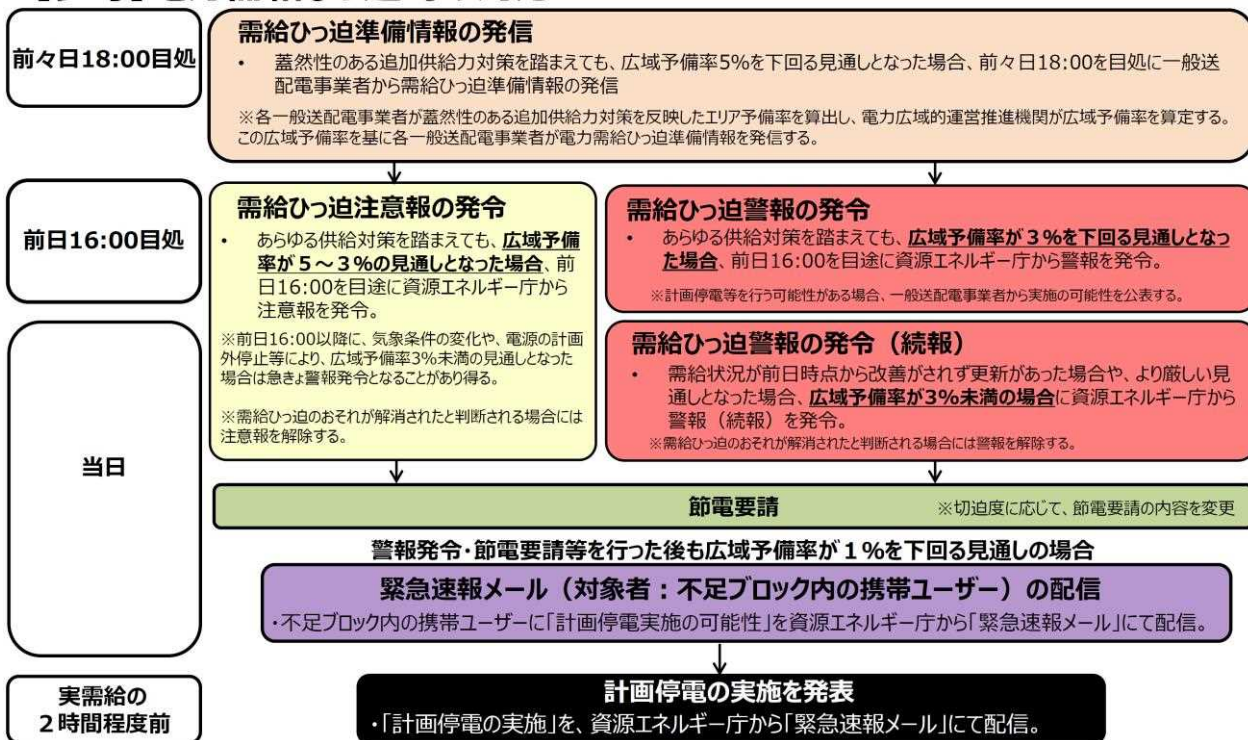 前々日18:00目処
需給ひっ迫準備情報の発信
・ 蓋然性のある追加供給力対策を踏まえても、広域予備率5%を下回る見通しとなった場合、前々日18:00を目処に一般送
配電事業者から需給ひっ迫準備情報の発信
※各一般送配電事業者が蓋然性のある追加供給力対策を反映したエリア予備率を算出し、電力広域的運営推進機関が広域予備率を算定する。
この広域予備率を基に各一般送配電事業者が電力需給ひっ迫準備情報を発信する。
前日16:00目処
需給ひっ迫注意報の発令
・ あらゆる供給対策を踏まえても、広域予備
率が5～3%の見通しとなった場合、前
日16:00を目途に資源エネルギー庁から
注意報を発令。
※前日16:00以降に、気象条件の変化や、電源の計画
外停止等により、広域予備率3%未満の見通しとなった
場合は急きょ警報発令となることがあり得る。
※需給ひっ迫のおそれが解消されたと判断される場合には
注意報を解除する。
需給ひっ迫警報の発令
・ あらゆる供給対策を踏まえても、広域予備率が3%を下回る見通しとなっ
た場合、前日16:00を目途に資源エネルギー庁から警報を発令。
※計画停電等を行う可能性がある場合、一般送配電事業者から実施の可能性を公表する。
当日
需給ひっ迫警報の発令（続報）
・ 需給状況が前日時点から改善がされず更新があった場合や、より厳しい見
通しとなった場合、広域予備率が3%未満の場合に資源エネルギー庁から
警報（続報）を発令。
※需給ひっ迫のおそれが解消されたと判断される場合には警報を解除する。
節電要請 ※切迫度に応じて、節電要請の内容を変更
警報発令・節電要請等を行った後も広域予備率が1%を下回る見通しの場合
緊急速報メール（対象者：不足ブロック内の携帯ユーザー）の配信
・不足ブロック内の携帯ユーザーに「計画停電実施の可能性」を資源エネルギー庁から「緊急速報メール」にて配信。
実需給の
2時間程度前
計画停電の実施を発表
・「計画停電の実施」を、資源エネルギー庁から「緊急速報メール」にて配信。